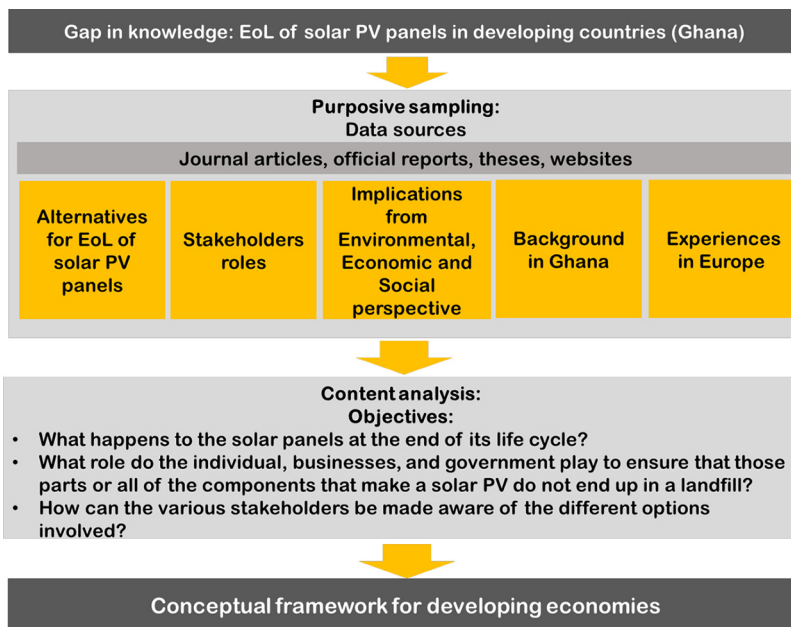 Gap in knowledge: EoL of solar PV panels in developing countries (Ghana)
Purposive sampling:
Data sources
Journal articles, official reports, theses, websites
Alternatives
for EoL of
solar PV
panels
Stakeholders
roles
Implications
from
Environmental,
Economic and
Social
perspective
Background
in Ghana
Experiences
in Europe
Content analysis:
Objectives:
• What happens to the solar panels at the end of its life cycle?
• What role do the individual, businesses, and government play to ensure that those
parts or all of the components that make a solar PV do not end up in a landfill?
• How can the various stakeholders be made aware of the different options
involved?
Conceptual framework for developing economies